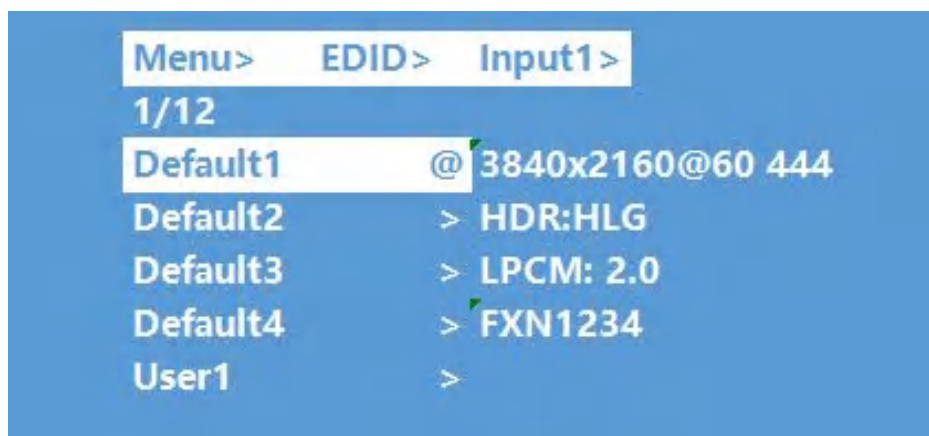 Menu> EDID> Input1>
1/12
Default1 @ 3840x2160@60 444
Default2 > HDR:HLG
Default3 > LPCM: 2.0
Default4 > FXN1234
User1 >